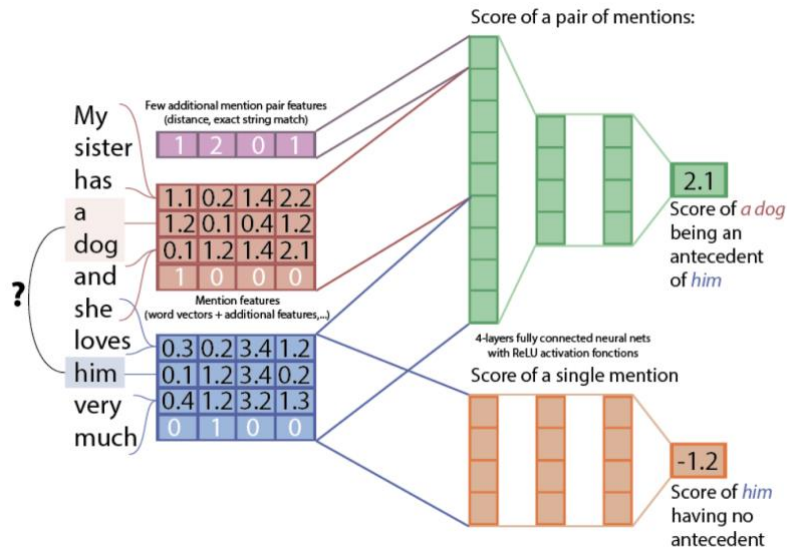 Score of a pair of mentions:
Few additional mention pair features
(distance, exact string match)
1 2 0 1
My
sister
has
a
dog
and
she
loves
him
very
much
?
1.1 0.2 1.4 2.2
1.2 0.1 0.4 1.2
0.1 1.2 1.4 2.1
1 0 0 0
Mention features
(word vectors + additional features,...)
0.3 0.2 3.4 1.2
0.1 1.2 3.4 0.2
0.4 1.2 3.2 1.3
0 1 0 0
2.1
Score of a dog
being an
antecedent
of him
4-layers fully connected neural nets
with ReLU activation fonctions
Score of a single mention
-1.2
Score of him
having no
antecedent